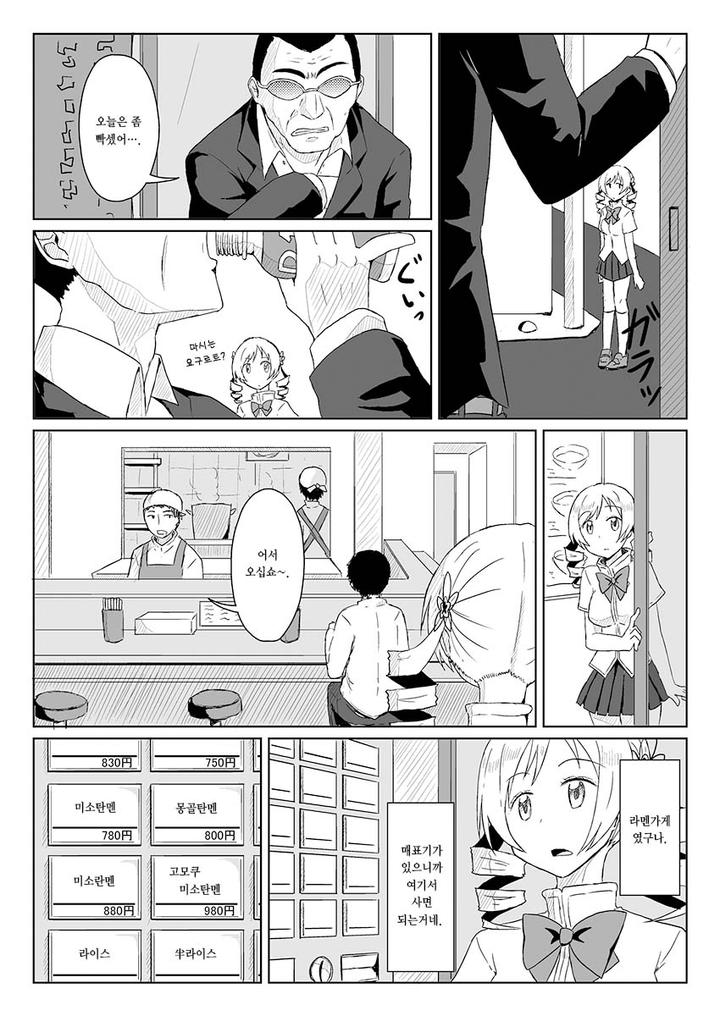 오늘은 좀
빡셌어….
ガラッ
ぐいっ
마시는
요구르트?
어서
오십쇼~.
라멘가게
였구나.
매표기가
있으니까
여기서
사면
되는거네.
830円
750円
미소탄멘
780円
몽골탄멘
800円
미소란멘
880円
고모쿠
미소탄멘
980円
라이스
半라이스